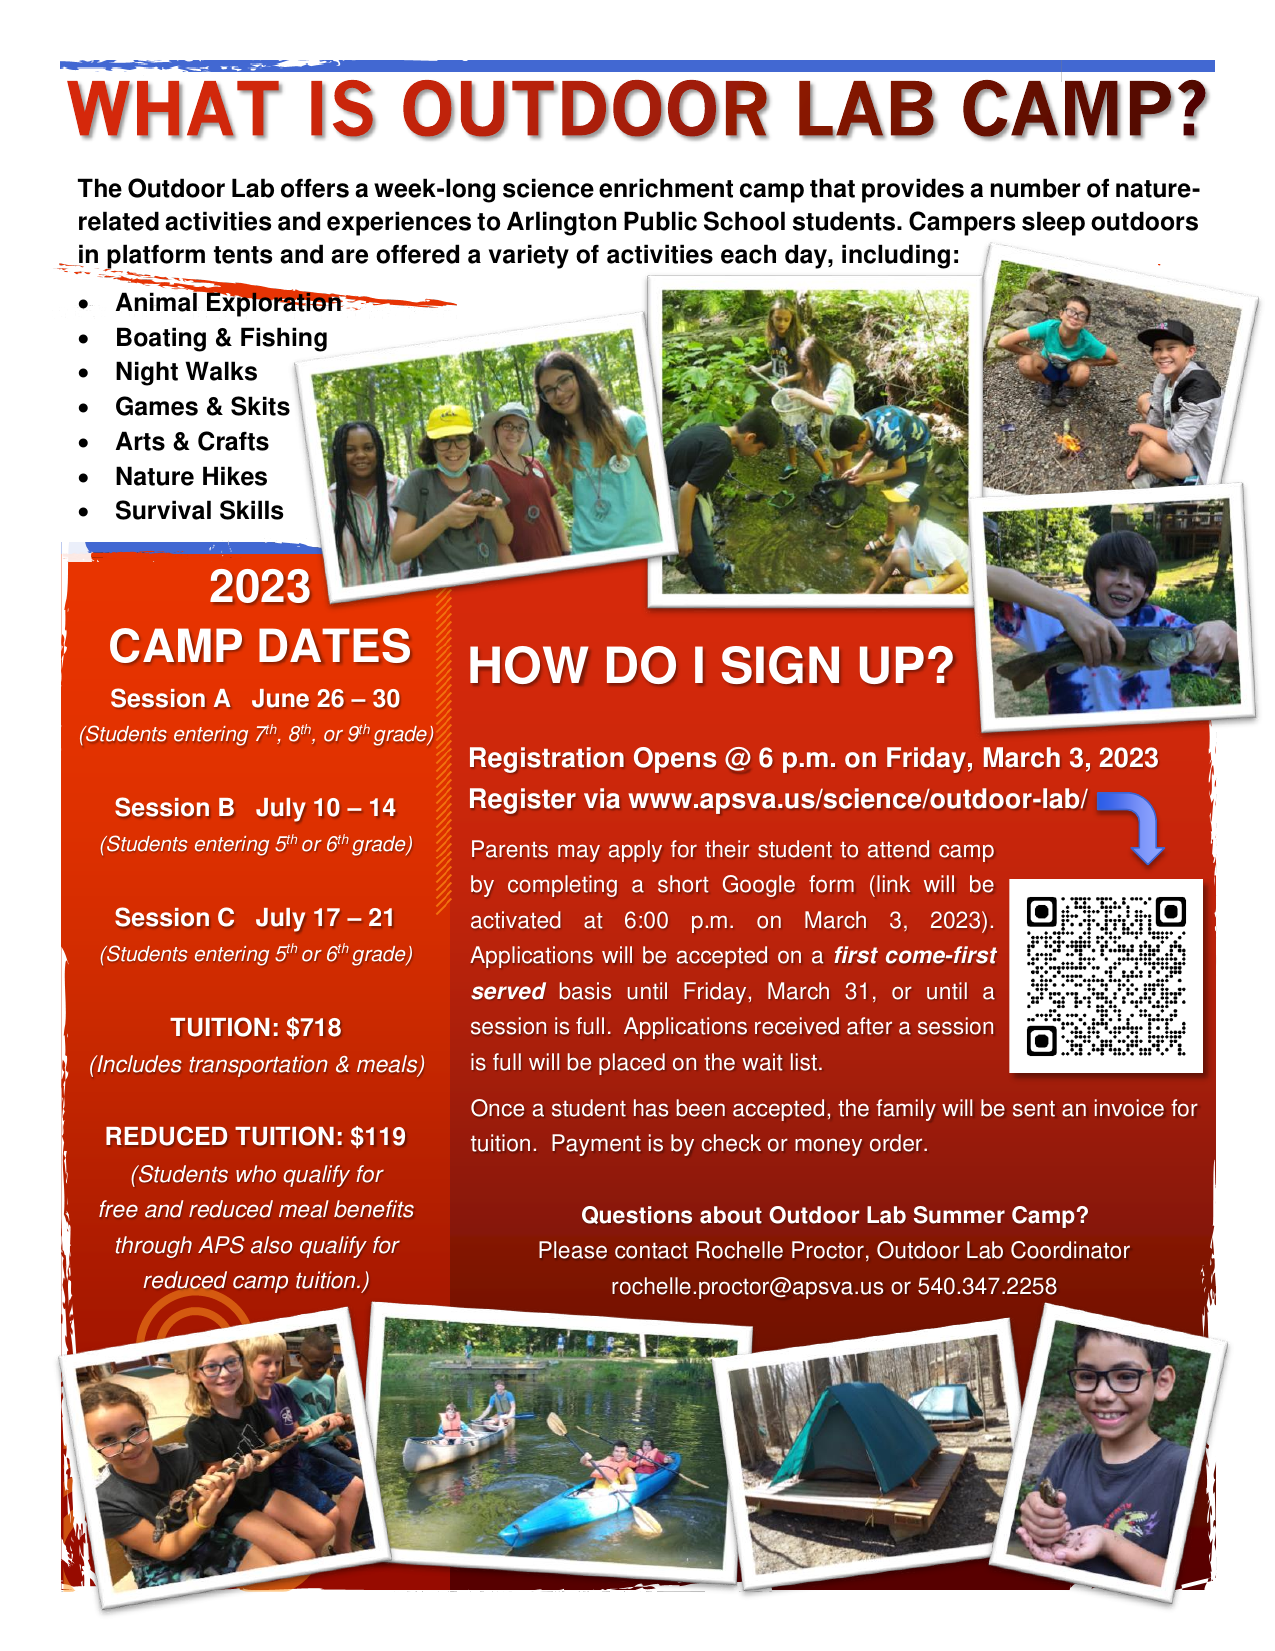 WHAT IS OUTDOOR LAB CAMP?
The Outdoor Lab offers a week-long science enrichment camp that provides a number of nature-
related activities and experiences to Arlington Public School students. Campers sleep outdoors
in platform tents and are offered a variety of activities each day, including:
• Animal Exploration
• Boating & Fishing
• Night Walks
• Games & Skits
• Arts & Crafts
• Nature Hikes
• Survival Skills
2023
CAMP DATES
Session A June 26 – 30
(Students entering 7th, 8th, or 9th grade)
Session B July 10 – 14
(Students entering 5th or 6th grade)
Session C July 17 – 21
(Students entering 5th or 6th grade)
TUITION: $718
(Includes transportation & meals)
REDUCED TUITION: $119
(Students who qualify for
free and reduced meal benefits
through APS also qualify for
reduced camp tuition.)
HOW DO I SIGN UP?
Registration Opens @ 6 p.m. on Friday, March 3, 2023
Register via www.apsva.us/science/outdoor-lab/
Parents may apply for their student to attend camp
by completing a short Google form (link will be
activated at 6:00 p.m. on March 3, 2023).
Applications will be accepted on a first come-first
served basis until Friday, March 31, or until a
session is full. Applications received after a session
is full will be placed on the wait list.
Once a student has been accepted, the family will be sent an invoice for
tuition. Payment is by check or money order.
Questions about Outdoor Lab Summer Camp?
Please contact Rochelle Proctor, Outdoor Lab Coordinator
rochelle.proctor@apsva.us or 540.347.2258